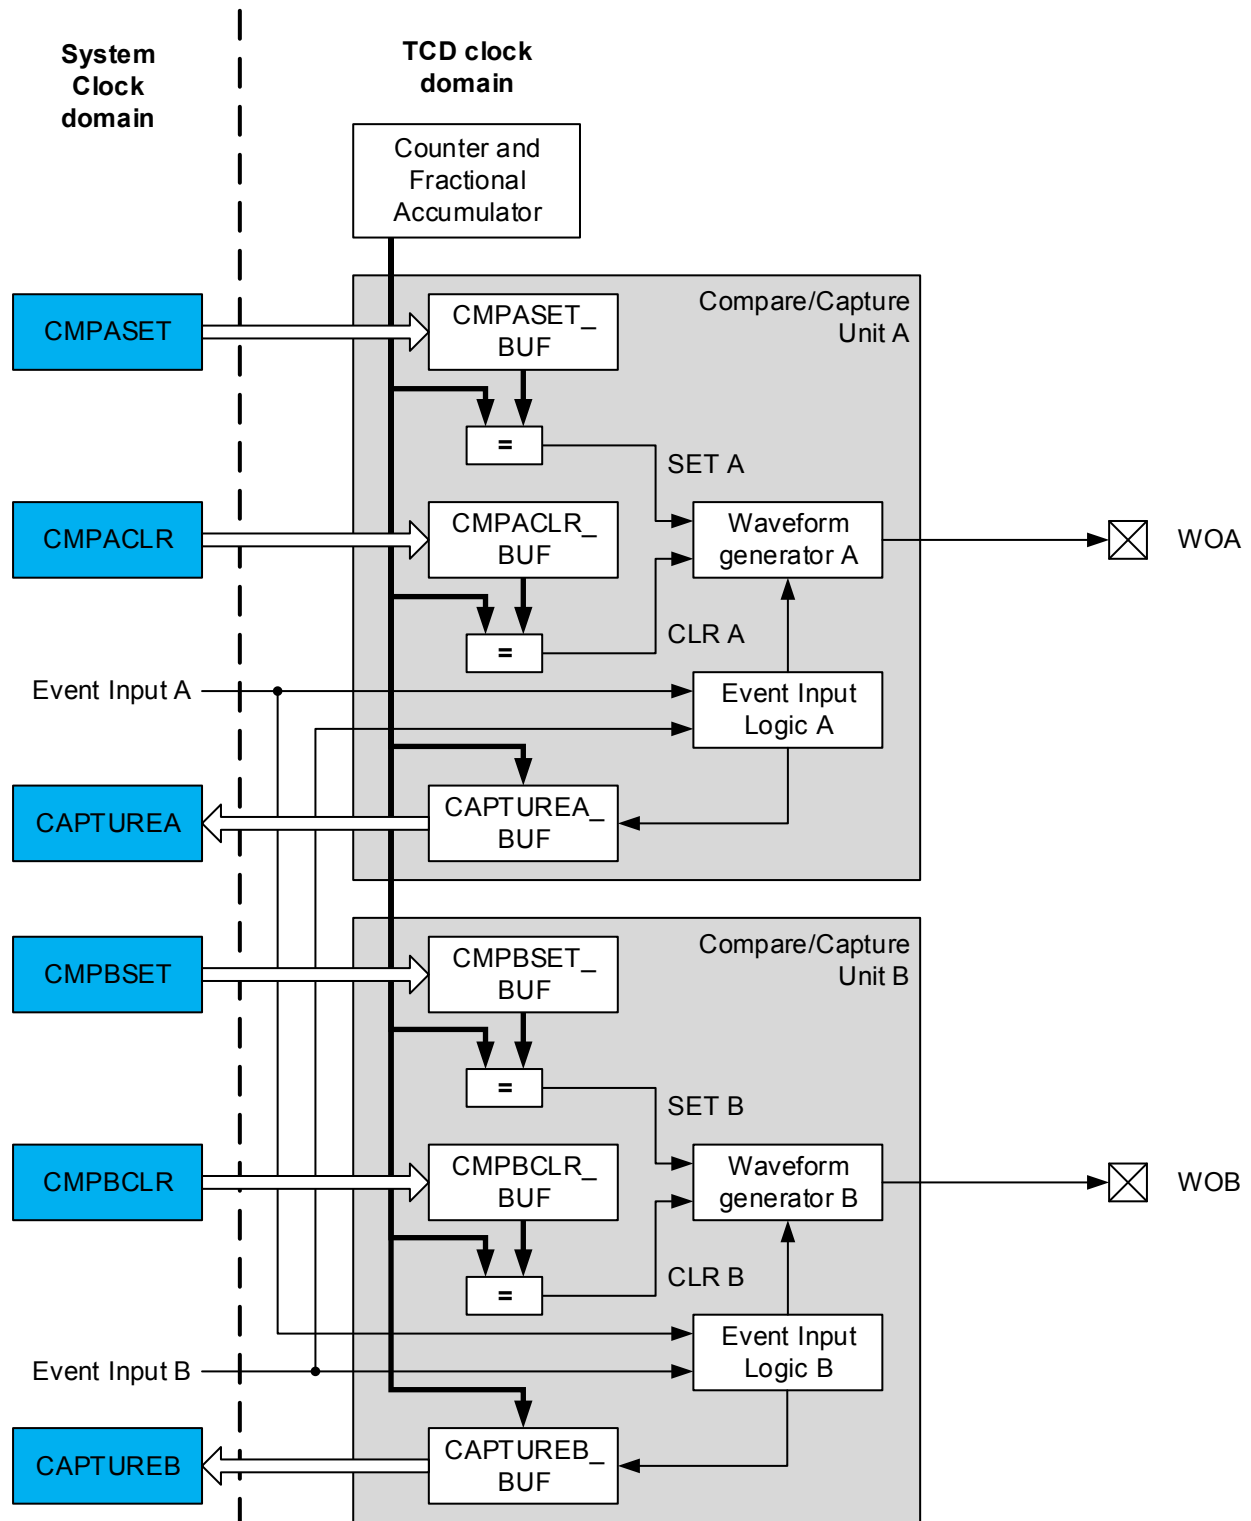 System
Clock
domain
TCD clock
domain
Counter and
Fractional
Accumulator
Compare/Capture
Unit A
CMPASET
CMPASET_
BUF
=
SET A
CMPACLR
CMPACLR_
BUF
Waveform
generator A
WOA
=
CLR A
Event Input A
Event Input
Logic A
CAPTUREA
CAPTUREA_
BUF
Compare/Capture
Unit B
CMPBSET
CMPBSET_
BUF
=
SET B
CMPBCLR
CMPBCLR_
BUF
Waveform
generator B
WOB
=
CLR B
Event Input B
Event Input
Logic B
CAPTUREB
CAPTUREB_
BUF